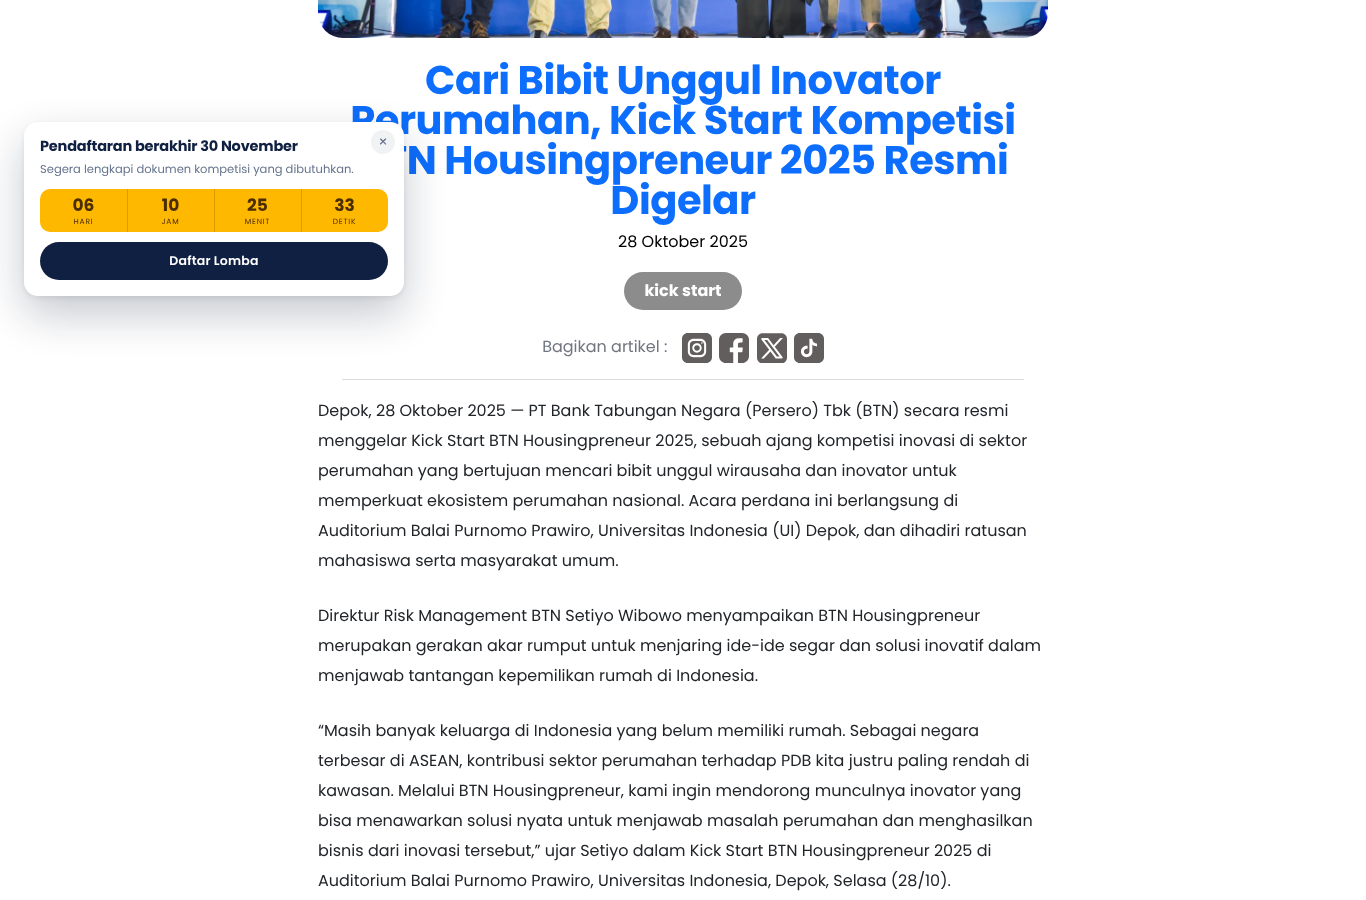 Cari Bibit Unggul Inovator
Perumahan, Kick Start Kompetisi
TN Housingpreneur 2025 Resmi
Digelar
28 Oktober 2025
Pendaftaran berakhir 30 November
×
Segera lengkapi dokumen kompetisi yang dibutuhkan.
06 10 25 33
HARI JAM MENIT DETIK
Daftar Lomba
kick start
Bagikan artikel :
Depok, 28 Oktober 2025 — PT Bank Tabungan Negara (Persero) Tbk (BTN) secara resmi
menggelar Kick Start BTN Housingpreneur 2025, sebuah ajang kompetisi inovasi di sektor
perumahan yang bertujuan mencari bibit unggul wirausaha dan inovator untuk
memperkuat ekosistem perumahan nasional. Acara perdana ini berlangsung di
Auditorium Balai Purnomo Prawiro, Universitas Indonesia (UI) Depok, dan dihadiri ratusan
mahasiswa serta masyarakat umum.
Direktur Risk Management BTN Setiyo Wibowo menyampaikan BTN Housingpreneur
merupakan gerakan akar rumput untuk menjaring ide-ide segar dan solusi inovatif dalam
menjawab tantangan kepemilikan rumah di Indonesia.
“Masih banyak keluarga di Indonesia yang belum memiliki rumah. Sebagai negara
terbesar di ASEAN, kontribusi sektor perumahan terhadap PDB kita justru paling rendah di
kawasan. Melalui BTN Housingpreneur, kami ingin mendorong munculnya inovator yang
bisa menawarkan solusi nyata untuk menjawab masalah perumahan dan menghasilkan
bisnis dari inovasi tersebut,” ujar Setiyo dalam Kick Start BTN Housingpreneur 2025 di
Auditorium Balai Purnomo Prawiro, Universitas Indonesia, Depok, Selasa (28/10).